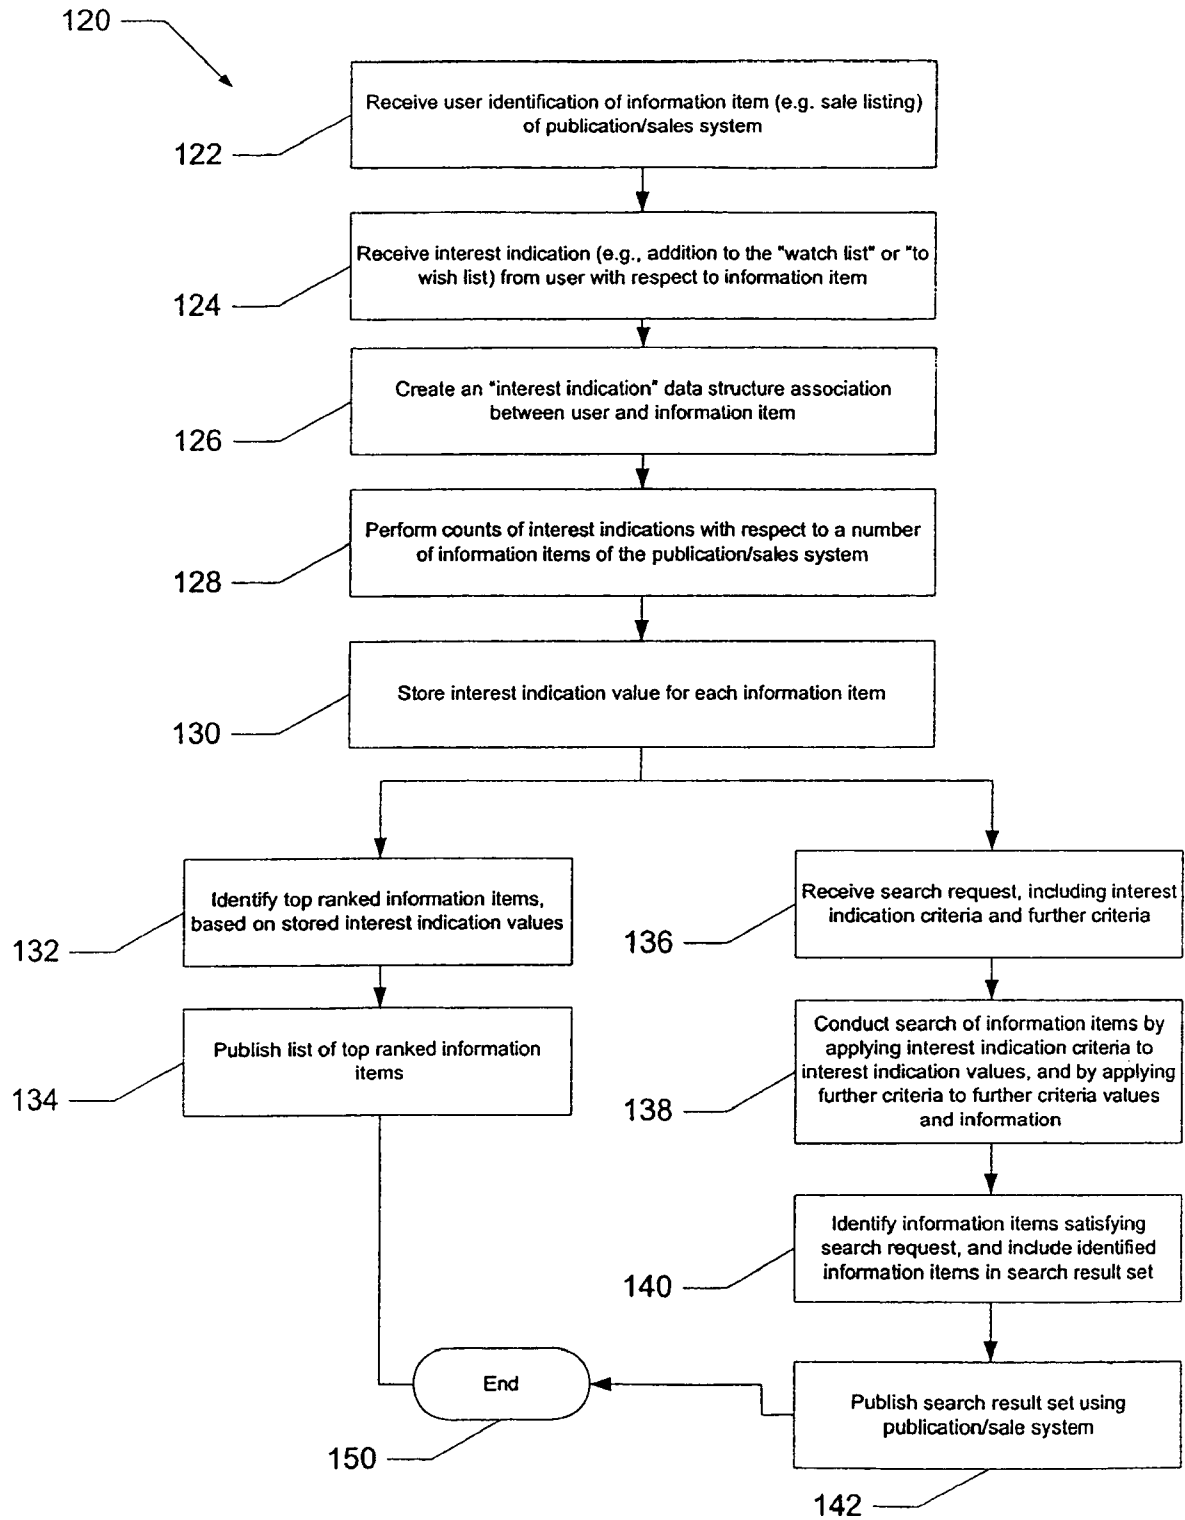 120
Receive user identification of information item (e.g. sale listing)
of publication/sales system
122
Receive interest indication (e.g., addition to the "watch list" or "to
wish list) from user with respect to information item
124
Create an "interest indication" data structure association
between user and information item
126
Perform counts of interest indications with respect to a number
of information items of the publication/sales system
128
Store interest indication value for each information item
130
Identify top ranked information items,
based on stored interest indication values
132
Publish list of top ranked information
items
134
Receive search request, including interest
indication criteria and further criteria
136
Conduct search of information items by
applying interest indication criteria to
interest indication values, and by applying
further criteria to further criteria values
and information
138
Identify information items satisfying
search request, and include identified
information items in search result set
140
Publish search result set using
publication/sale system
142
End
150